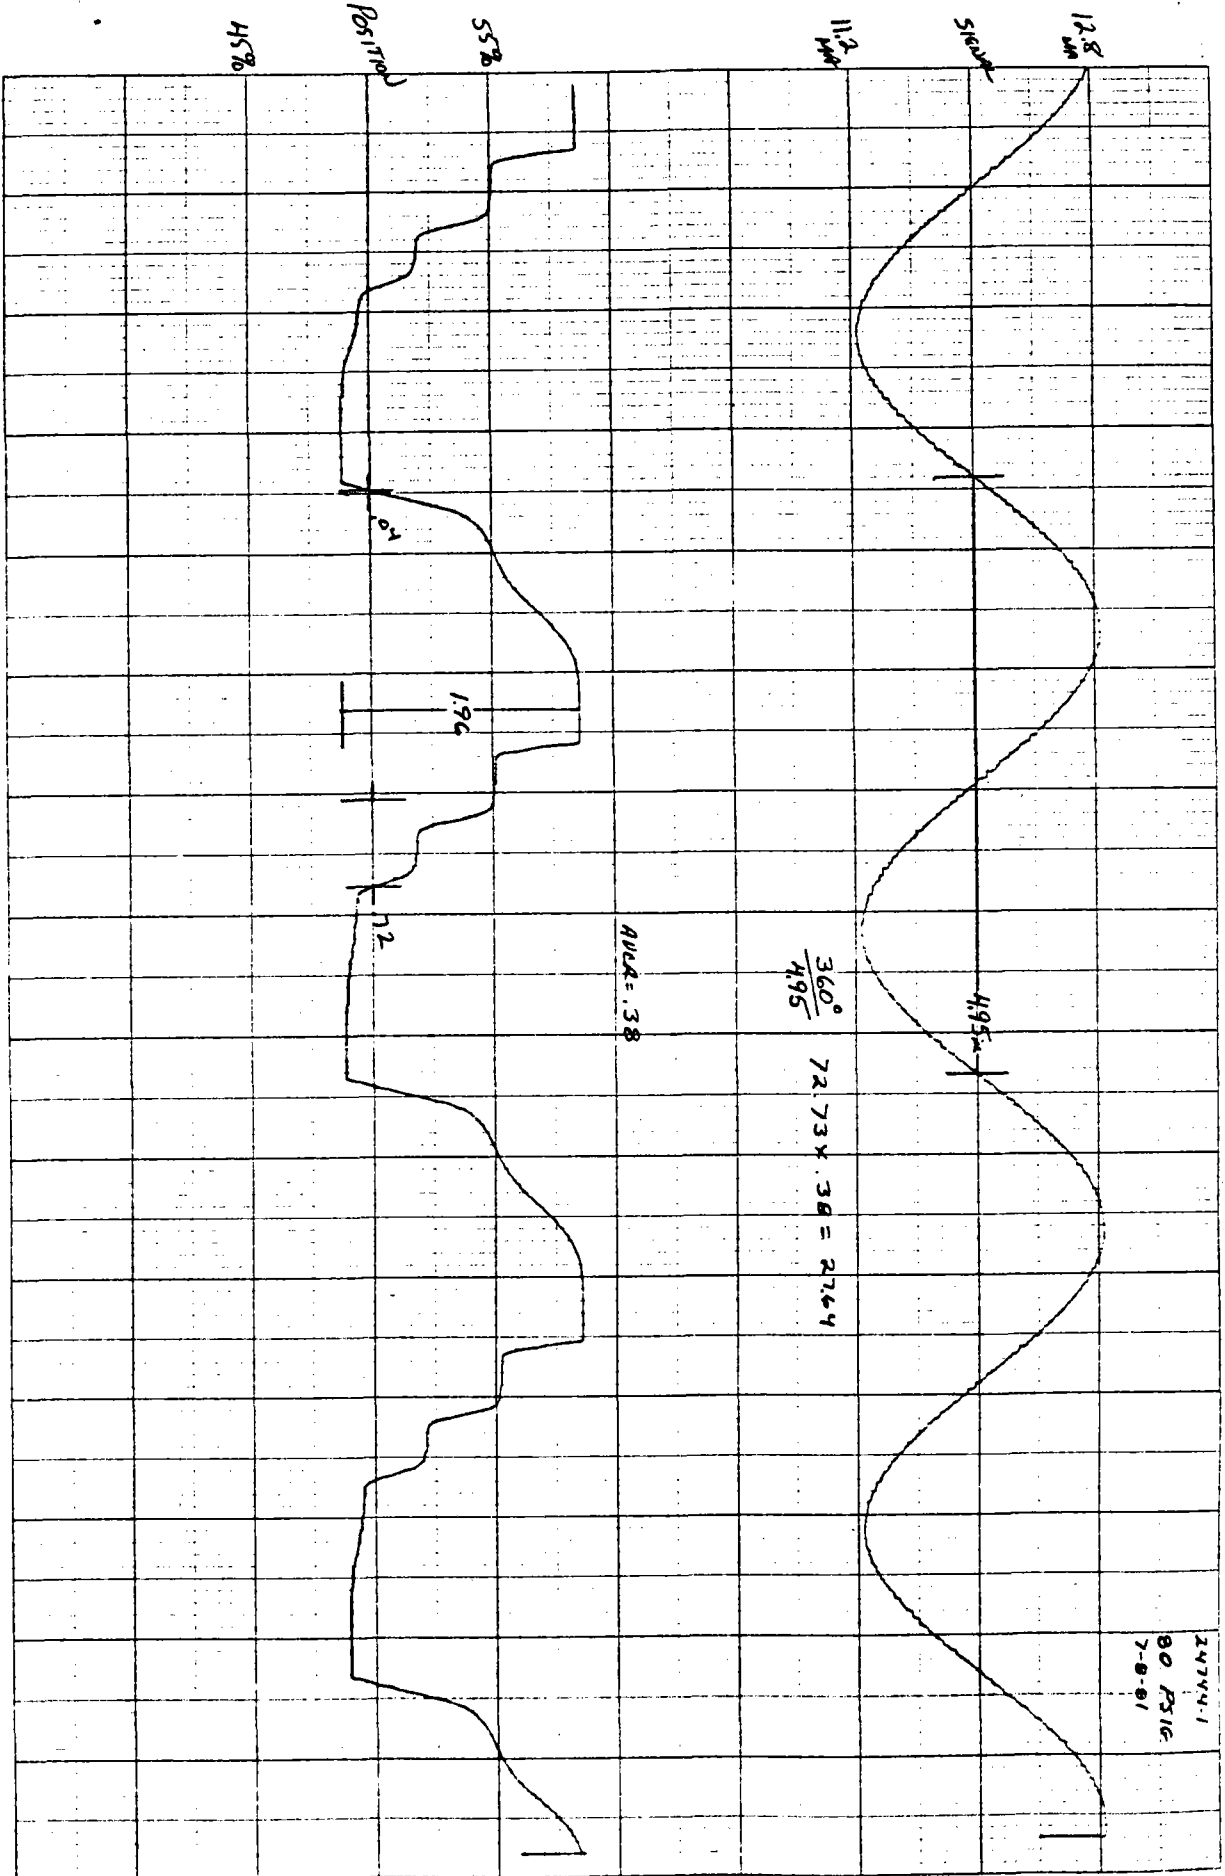 12.8
MA
SIGNAL
11.2
MA
55%
POSITION
45%
24744-1
80 PSIG
7-8-81
4.95
360°
4.95
72.73 x .38 = 27.64
AVER = .38
.04
1.96
.72